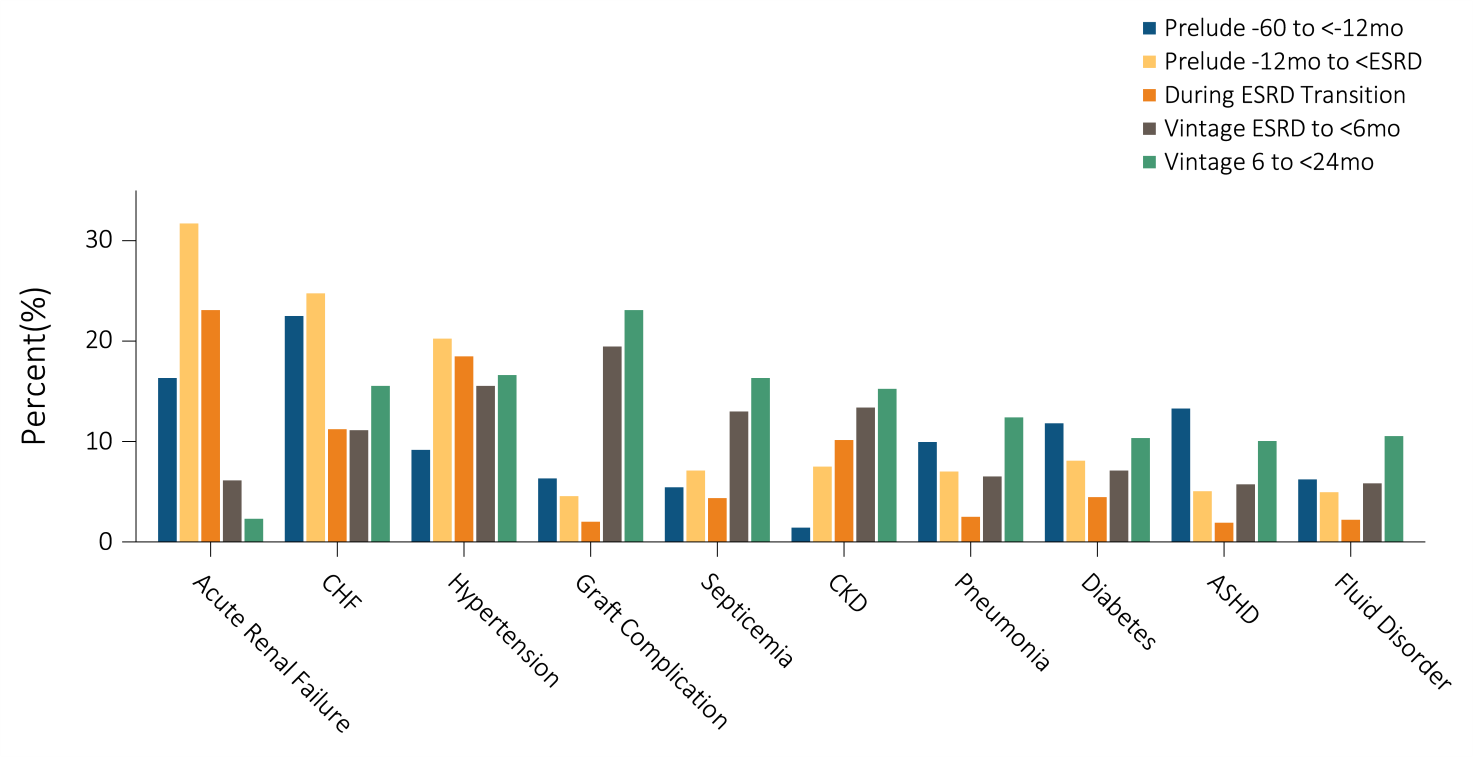 Prelude -60 to <-12mo
Prelude -12mo to <ESRD
During ESRD Transition
Vintage ESRD to <6mo
Vintage 6 to <24mo
Percent(%)
30
20
10
0
Acute Renal Failure
CHF
Hypertension
Graft Complication
Septicemia
CKD
Pneumonia
Diabetes
ASHD
Fluid Disorder